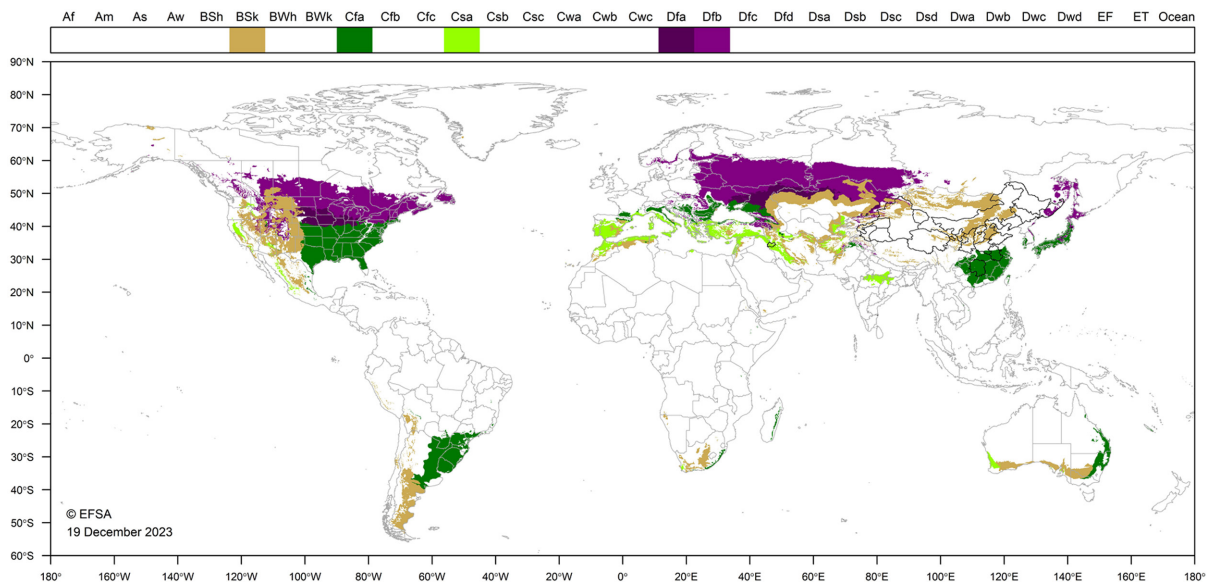 Af Am As Aw BSh BSk BWh BWk Cfa Cfb Cfc Csa Csb Csc Cwa Cwb Cwc Dfa Dfb Dfc Dfd Dsa Dsb Dsc Dsd Dwa Dwb Dwc Dwd EF ET Ocean
90°N
80°N
70°N
60°N
50°N
40°N
30°N
20°N
10°N
0°
10°S
20°S
30°S
40°S
50°S
60°S
© EFSA
19 December 2023
180° 160°W 140°W 120°W 100°W 80°W 60°W 40°W 20°W 0° 20°E 40°E 60°E 80°E 100°E 120°E 140°E 160°E 180°